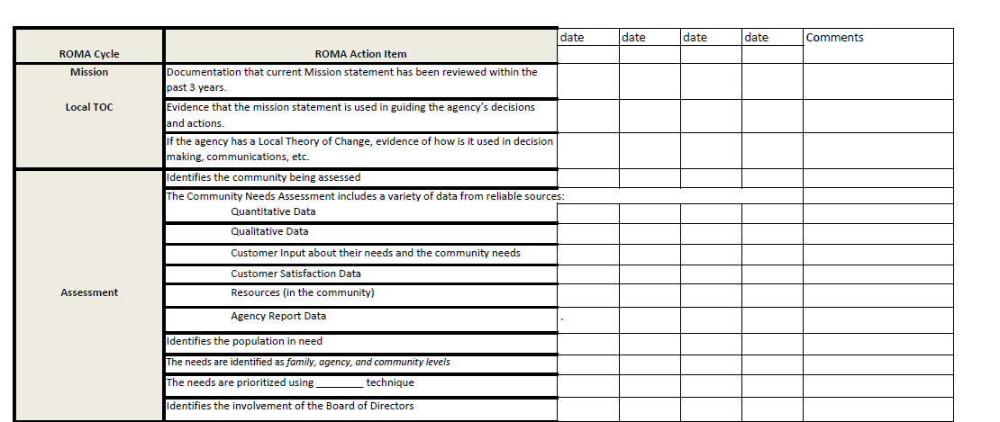 date date date date Comments
ROMA Cycle ROMA Action Item
Mission Documentation that current Mission statement has been reviewed within the
past 3 years.
Local TOC Evidence that the mission statement is used in guiding the agency’s decisions
and actions.
If the agency has a Local Theory of Change, evidence of how is it used in decision
making, communications, etc.
Identifies the community being assessed
The Community Needs Assessment includes a variety of data from reliable sources:
Quantitative Data
Qualitative Data
Customer Input about their needs and the community needs
Customer Satisfaction Data
Assessment Resources (in the community)
Agency Report Data `
Identifies the population in need
The needs are identified as family, agency, and community levels
The needs are prioritized using ________ technique
Identifies the involvement of the Board of Directors